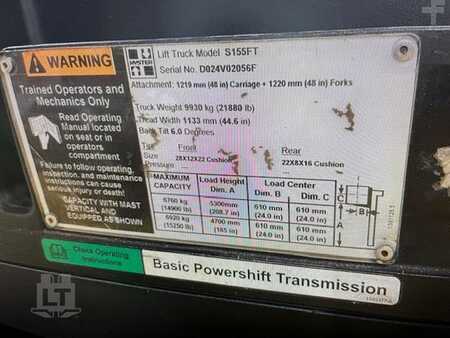 WARNING
Trained Operators and
Mechanics Only
Read Operating
Manual located
on seat or in
operators
compartment
Failure to follow operating,
inspection, and maintenance
instructions can cause
serious injury or death!
CAPACITY WITH MAST
VERTICAL AND
EQUIPPED AS SHOWN
HYSTER
Lift Truck Model S155FT
Serial No. D024V02056F
Attachment: 1219 mm (48 in) Carriage + 1220 mm (48 in) Forks
Truck Weight 9930 kg (21880 lb)
Tread Width 1133 mm (44.6 in)
Back Tilt 6.0 Degrees
Front Rear
Size 28X12X22 Cushion 22X8X16 Cushion
Pressure
MAXIMUM CAPACITY Load Height Dim. A Load Center Dim. B Dim. C
6760 kg (14900 lb) 5300mm (208.7 in) 610 mm (24.0 in) 610 mm (24.0 in)
6920 kg (15250 lb) 4700 mm (185 in) 610 mm (24.0 in) 610 mm (24.0 in)
C
B
A
Check Operating
Instructions
Basic Powershift Transmission
LT